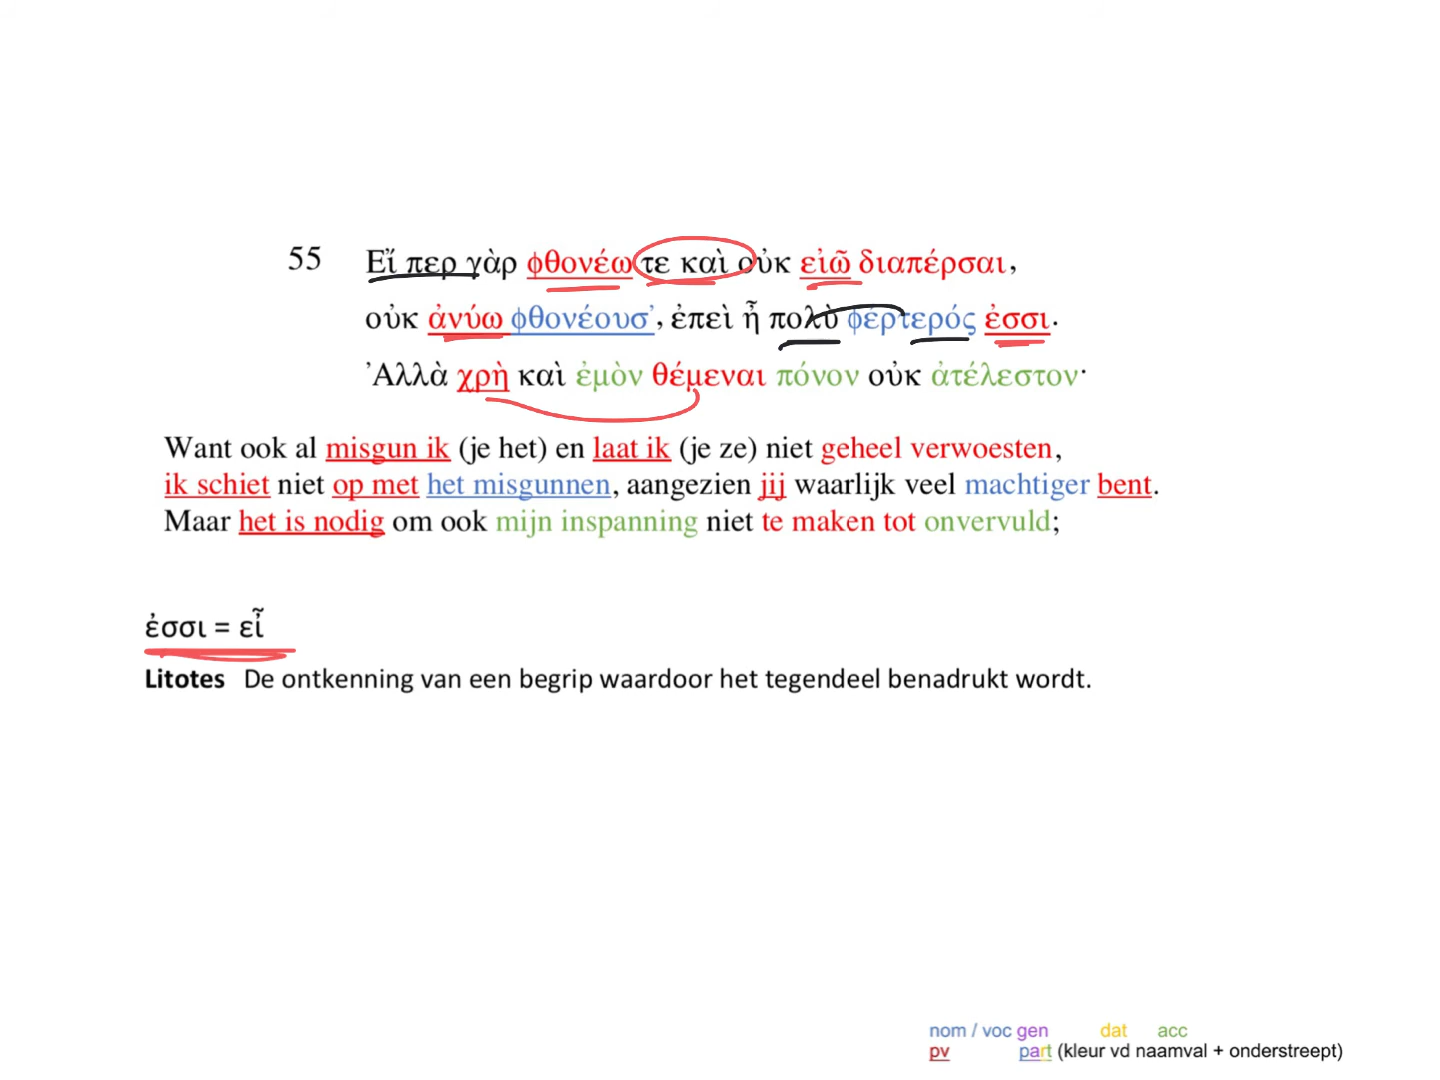 55 Εἴ περ γὰρ φθονέω τε καὶ οὐκ εἰῶ διαπέρσαι,
οὐκ ἀνύω φθονέουσ᾽, ἐπεὶ ἦ πολὺ φέρτερός ἐσσι.
Ἀλλὰ χρὴ καὶ ἐμὸν θέμεναι πόνον οὐκ ἀτέλεστον·
Want ook al misgun ik (je het) en laat ik (je ze) niet geheel verwoesten,
ik schiet niet op met het misgunnen, aangezien jij waarlijk veel machtiger bent.
Maar het is nodig om ook mijn inspanning niet te maken tot onvervuld;
ἐσσι = εἶ
Litotes De ontkenning van een begrip waardoor het tegendeel benadrukt wordt.
nom / voc gen dat acc
pv part (kleur vd naamval + onderstreept)